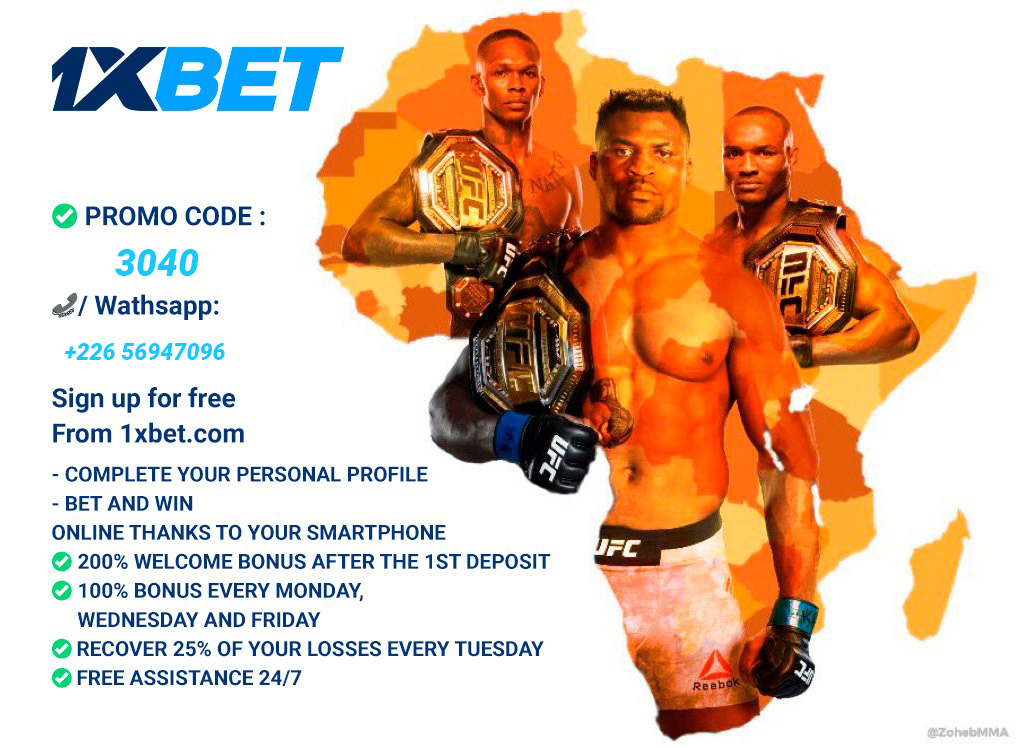 1XBET
PROMO CODE :
3040
/ Wathsapp:
+226 56947096
Sign up for free
From 1xbet.com
- COMPLETE YOUR PERSONAL PROFILE
- BET AND WIN
ONLINE THANKS TO YOUR SMARTPHONE
200% WELCOME BONUS AFTER THE 1ST DEPOSIT
100% BONUS EVERY MONDAY,
WEDNESDAY AND FRIDAY
RECOVER 25% OF YOUR LOSSES EVERY TUESDAY
FREE ASSISTANCE 24/7
UFC
UFC
UFC
UFC
UFC
UFC
UFC
Reebok
@ZohebMMA